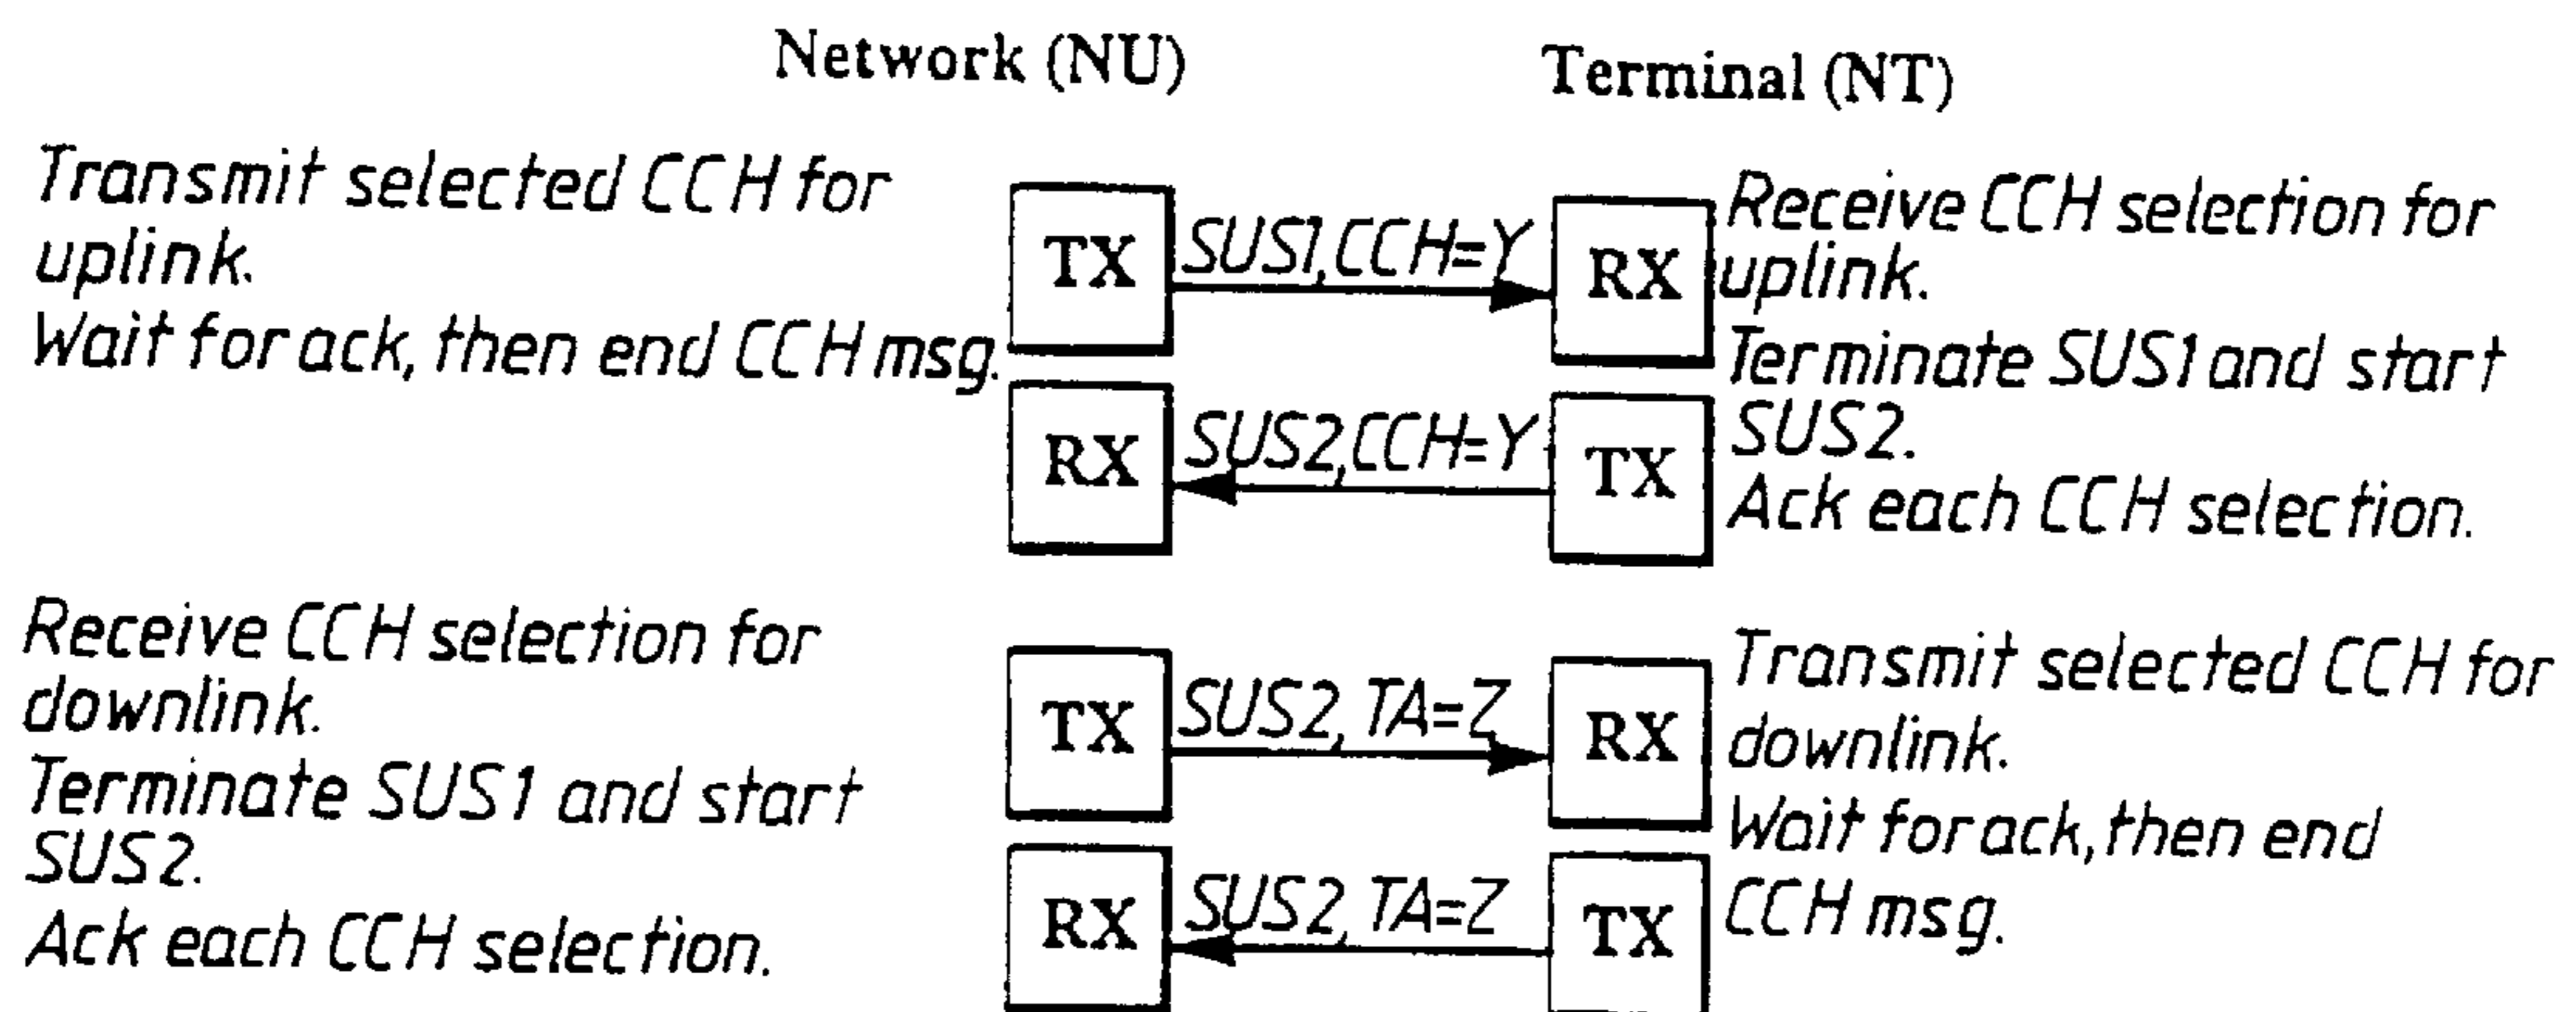 Network (NU)
Terminal (NT)
Transmit selected CCH for
uplink.
Wait for ack, then end CCH msg.
TX
SUS1,CCH=Y
RX
Receive CCH selection for
uplink.
Terminate SUS1 and start
SUS2.
Ack each CCH selection.
RX
SUS2,CCH=Y
TX
Receive CCH selection for
downlink.
Terminate SUS1 and start
SUS2.
Ack each CCH selection.
TX
SUS2, TA=Z
RX
Transmit selected CCH for
downlink.
Wait for ack, then end
CCH msg.
RX
SUS2, TA=Z
TX